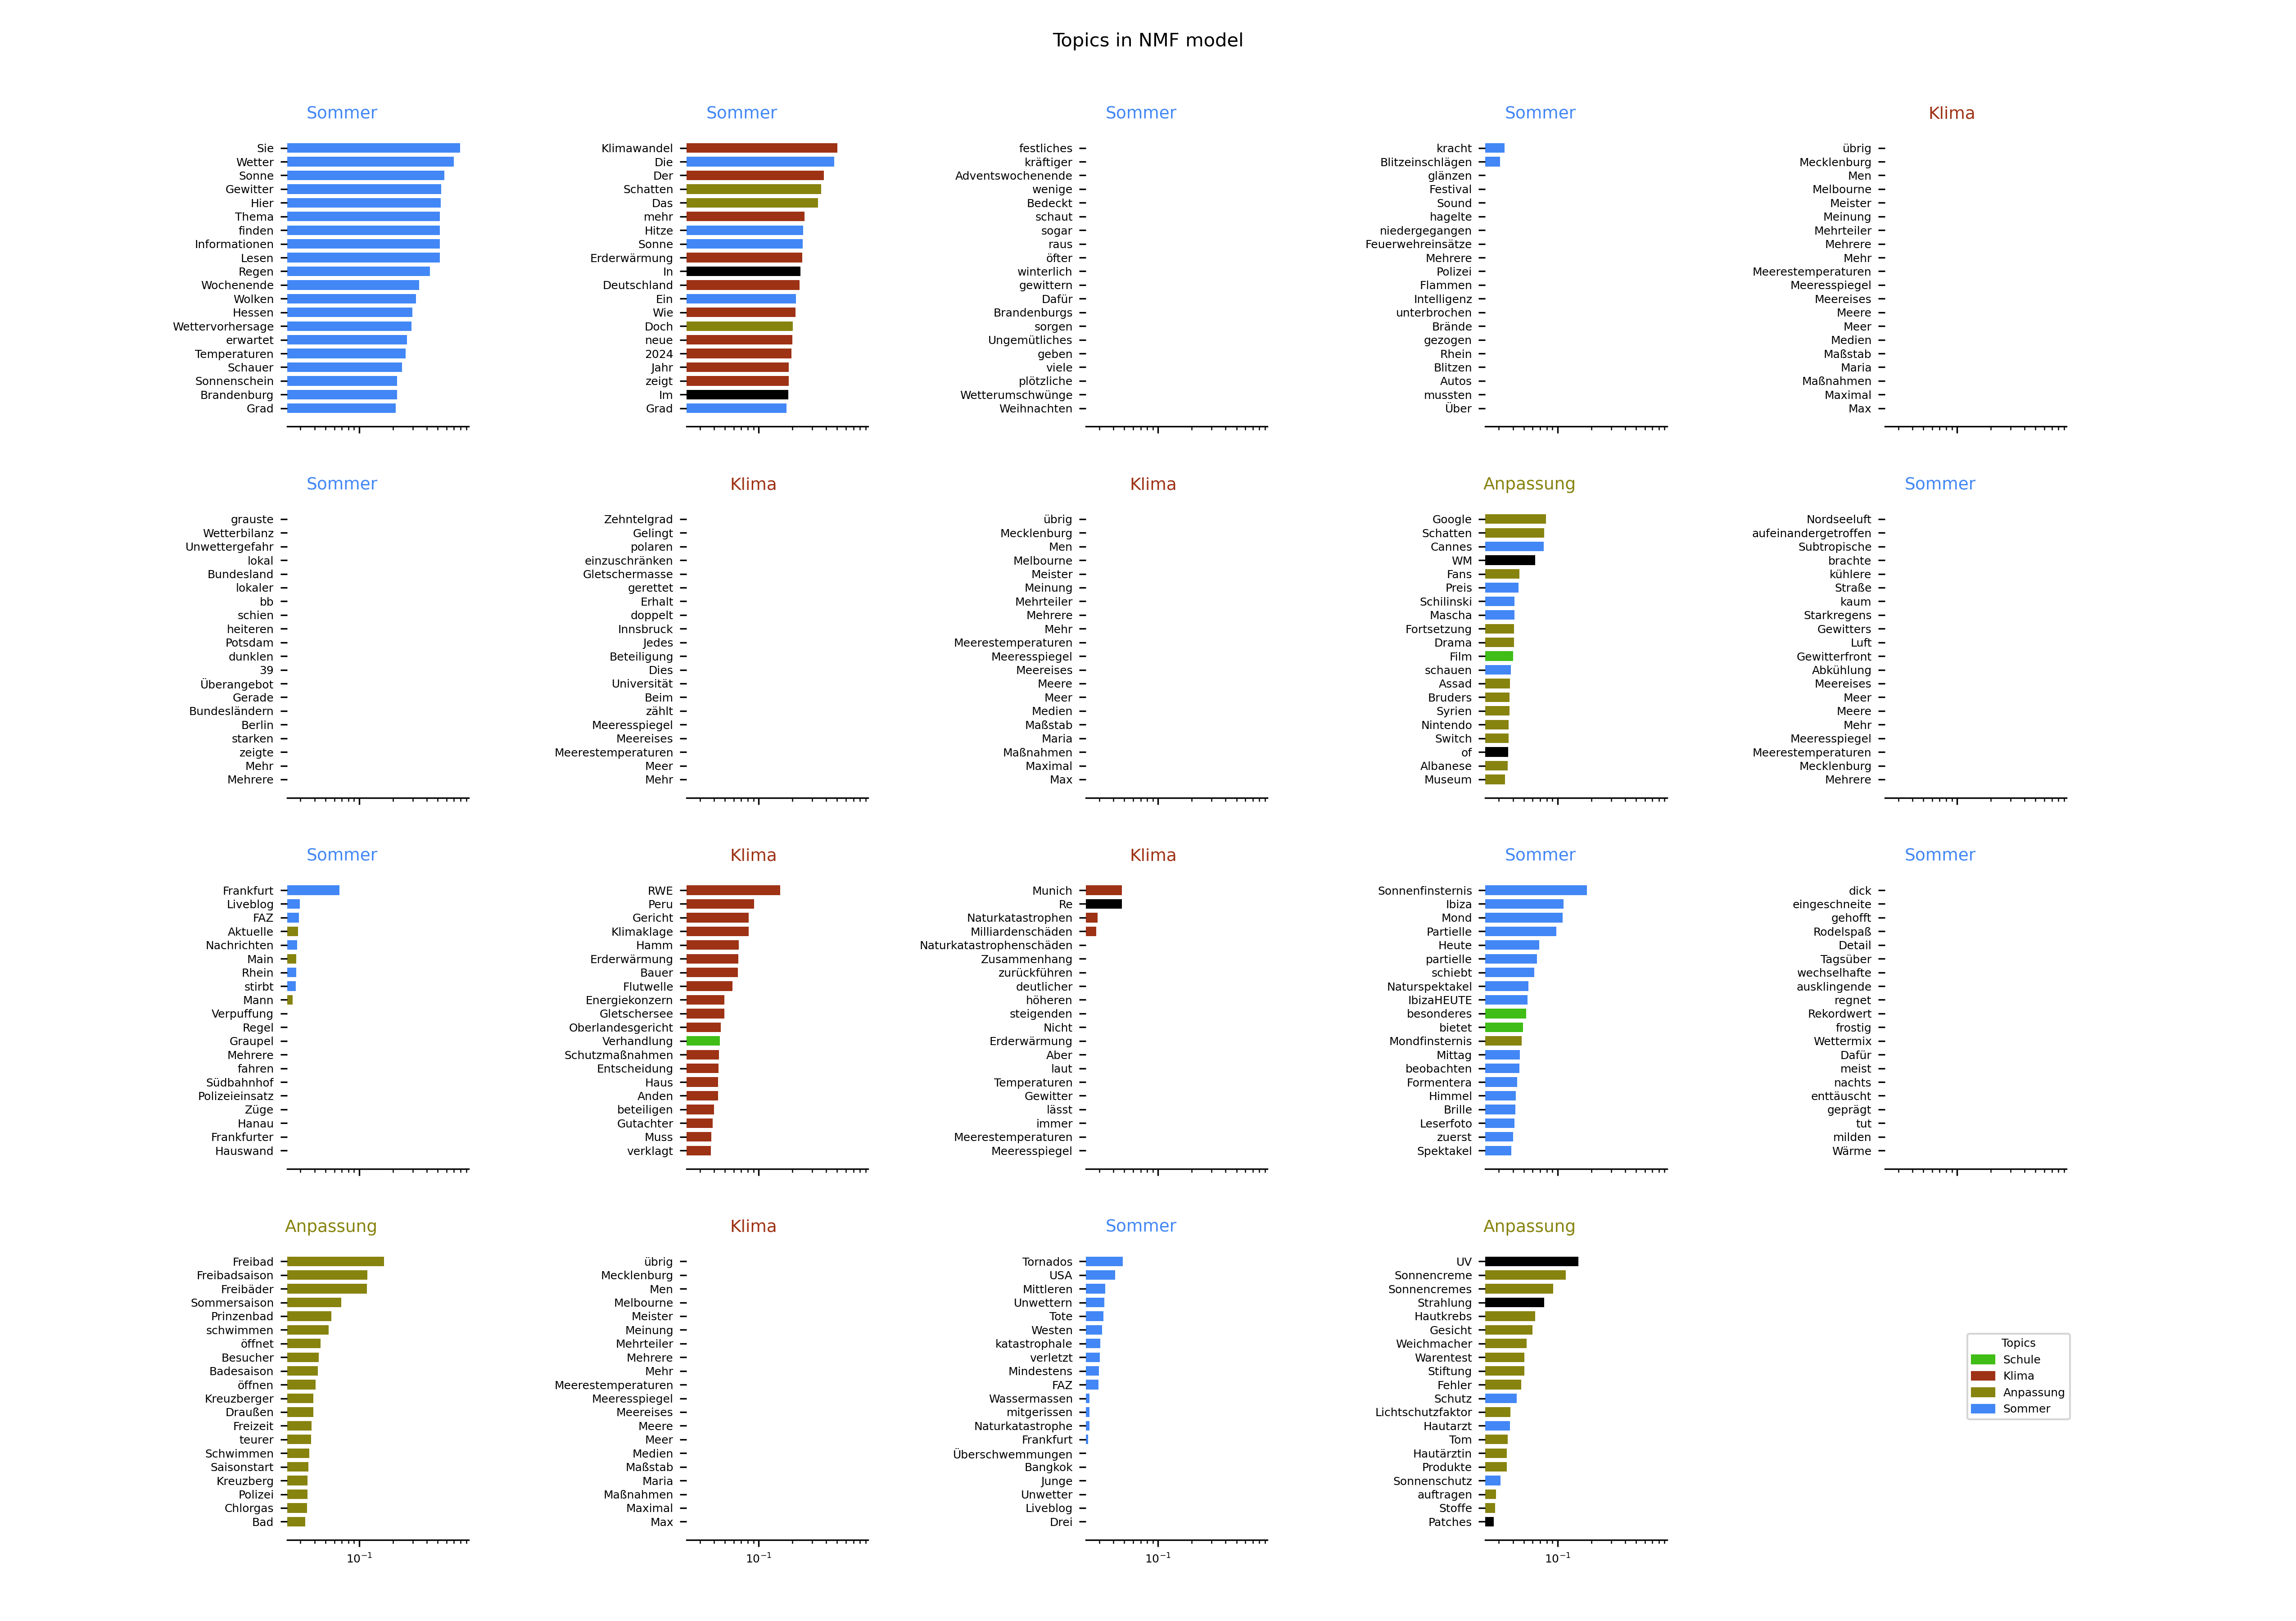 Topics in NMF model
Sommer
Sie
Wetter
Sonne
Gewitter
Hier
Thema
finden
Informationen
Lesen
Regen
Wochenende
Wolken
Hessen
Wettervorhersage
erwartet
Temperaturen
Schauer
Sonnenschein
Brandenburg
Grad
Sommer
Klimawandel
Die
Der
Schatten
Das
mehr
Hitze
Sonne
Erderwärmung
In
Deutschland
Ein
Wie
Doch
neue
2024
Jahr
zeigt
Im
Grad
Sommer
festliches
kräftiger
Adventswochenende
wenige
Bedeckt
schaut
sogar
raus
öfter
winterlich
gewittern
Dafür
Brandenburgs
sorgen
Ungemütliches
geben
viele
plötzliche
Wetterumschwünge
Weihnachten
Sommer
kracht
Blitzeinschlägen
glänzen
Festival
Sound
hagelte
niedergegangen
Feuerwehreinsätze
Mehrere
Polizei
Flammen
Intelligenz
unterbrochen
Brände
gezogen
Rhein
Blitzen
Autos
mussten
Über
Klima
übrig
Mecklenburg
Men
Melbourne
Meister
Meinung
Mehrteiler
Mehrere
Mehr
Meerestemperaturen
Meeresspiegel
Meereises
Meere
Meer
Medien
Maßstab
Maria
Maßnahmen
Maximal
Max
Sommer
grauste
Wetterbilanz
Unwettergefahr
lokal
Bundesland
lokaler
bb
schien
heiteren
Potsdam
dunklen
39
Überangebot
Gerade
Bundesländern
Berlin
starken
zeigte
Mehr
Mehrere
Klima
Zehntelgrad
Gelingt
polaren
einzuschränken
Gletschermasse
gerettet
Erhalt
doppelt
Innsbruck
Jedes
Beteiligung
Dies
Universität
Beim
zählt
Meeresspiegel
Meereises
Meerestemperaturen
Meer
Mehr
Klima
übrig
Mecklenburg
Men
Melbourne
Meister
Meinung
Mehrteiler
Mehrere
Mehr
Meerestemperaturen
Meeresspiegel
Meereises
Meere
Meer
Medien
Maßstab
Maria
Maßnahmen
Maximal
Max
Anpassung
Google
Schatten
Cannes
WM
Fans
Preis
Schilinski
Mascha
Fortsetzung
Drama
Film
schauen
Assad
Bruders
Syrien
Nintendo
Switch
of
Albanese
Museum
Sommer
Nordseeluft
aufeinandergetroffen
Subtropische
brachte
kühlere
Straße
kaum
Starkregens
Gewitters
Luft
Gewitterfront
Abkühlung
Meereises
Meer
Meere
Mehr
Meeresspiegel
Meerestemperaturen
Mecklenburg
Mehrere
Sommer
Frankfurt
Liveblog
FAZ
Aktuelle
Nachrichten
Main
Rhein
stirbt
Mann
Verpuffung
Regel
Graupel
Mehrere
fahren
Südbahnhof
Polizeieinsatz
Züge
Hanau
Frankfurter
Hauswand
Klima
RWE
Peru
Gericht
Klimaklage
Hamm
Erderwärmung
Bauer
Flutwelle
Energiekonzern
Gletschersee
Oberlandesgericht
Verhandlung
Schutzmaßnahmen
Entscheidung
Haus
Anden
beteiligen
Gutachter
Muss
verklagt
Klima
Munich
Re
Naturkatastrophen
Milliardenschäden
Naturkatastrophenschäden
Zusammenhang
zurückführen
deutlicher
höheren
steigenden
Nicht
Erderwärmung
Aber
laut
Temperaturen
Gewitter
lässt
immer
Meerestemperaturen
Meeresspiegel
Sommer
Sonnenfinsternis
Ibiza
Mond
Partielle
Heute
partielle
schiebt
Naturspektakel
IbizaHEUTE
besonderes
bietet
Mondfinsternis
Mittag
beobachten
Formentera
Himmel
Brille
Leserfoto
zuerst
Spektakel
Sommer
dick
eingeschneite
gehofft
Rodelspaß
Detail
Tagsüber
wechselhafte
ausklingende
regnet
Rekordwert
frostig
Wettermix
Dafür
meist
nachts
enttäuscht
geprägt
tut
milden
Wärme
Anpassung
Freibad
Freibadsaison
Freibäder
Sommersaison
Prinzenbad
schwimmen
öffnet
Besucher
Badesaison
öffnen
Kreuzberger
Draußen
Freizeit
teurer
Schwimmen
Saisonstart
Kreuzberg
Polizei
Chlorgas
Bad
10⁻¹
Klima
übrig
Mecklenburg
Men
Melbourne
Meister
Meinung
Mehrteiler
Mehrere
Mehr
Meerestemperaturen
Meeresspiegel
Meereises
Meere
Meer
Medien
Maßstab
Maria
Maßnahmen
Maximal
Max
10⁻¹
Sommer
Tornados
USA
Mittleren
Unwettern
Tote
Westen
katastrophale
verletzt
Mindestens
FAZ
Wassermassen
mitgerissen
Naturkatastrophe
Frankfurt
Überschwemmungen
Bangkok
Junge
Unwetter
Liveblog
Drei
10⁻¹
Anpassung
UV
Sonnencreme
Sonnencremes
Strahlung
Hautkrebs
Gesicht
Weichmacher
Warentest
Stiftung
Fehler
Schutz
Lichtschutzfaktor
Hautarzt
Tom
Hautärztin
Produkte
Sonnenschutz
auftragen
Stoffe
Patches
10⁻¹
Topics
Schule
Klima
Anpassung
Sommer